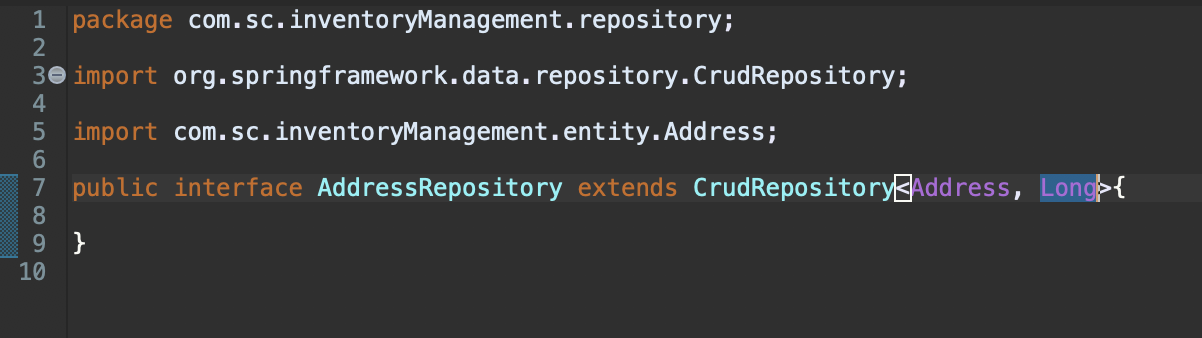 1 package com.sc.inventoryManagement.repository;
2
3 import org.springframework.data.repository.CrudRepository;
4
5 import com.sc.inventoryManagement.entity.Address;
6
7 public interface AddressRepository extends CrudRepository<Address, Long>{
8
9 }
10